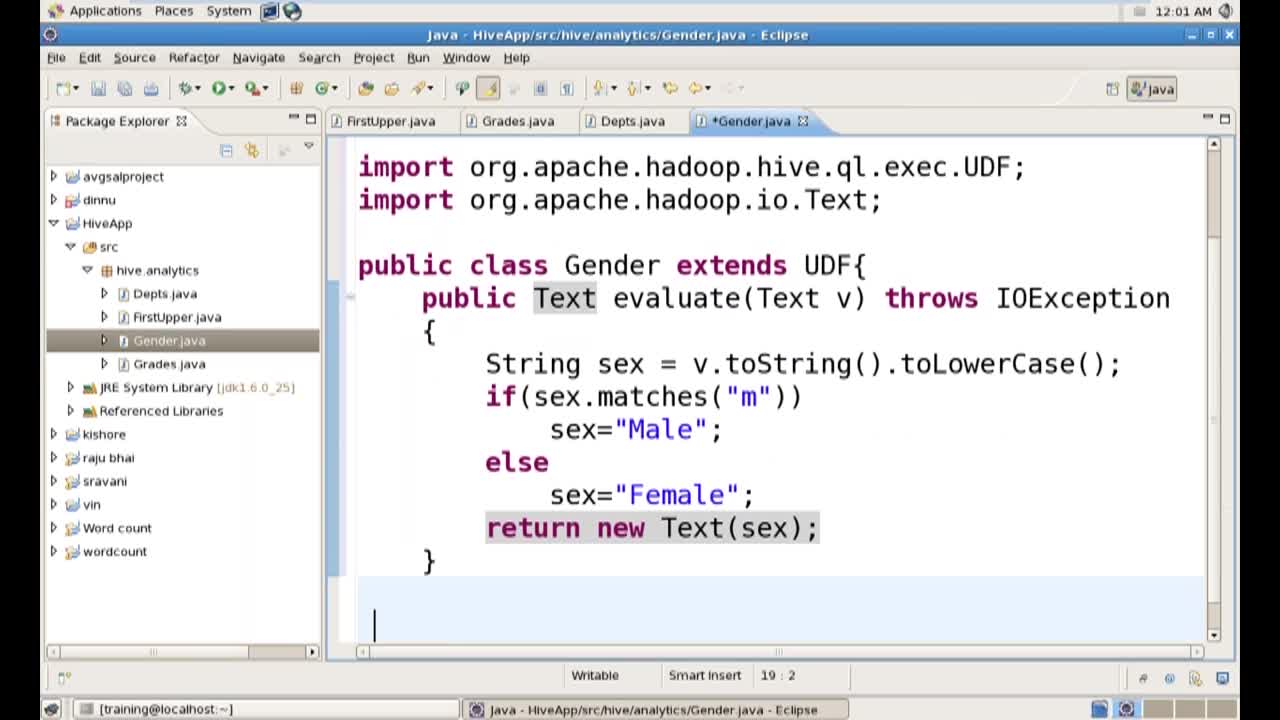 Applications Places System 12:01 AM
Java - HiveApp/src/hive/analytics/Gender.java - Eclipse
File Edit Source Refactor Navigate Search Project Run Window Help
Java
Package Explorer
FirstUpper.java Grades.java Depts.java *Gender.java
avgsalproject
dinnu
HiveApp
src
hive.analytics
Depts.java
FirstUpper.java
Gender.java
Grades.java
JRE System Library [jdk1.6.0_25]
Referenced Libraries
kishore
raju bhai
sravani
vin
Word count
wordcount
import org.apache.hadoop.hive.ql.exec.UDF;
import org.apache.hadoop.io.Text;
public class Gender extends UDF{
public Text evaluate(Text v) throws IOException
{
String sex = v.toString().toLowerCase();
if(sex.matches("m"))
sex="Male";
else
sex="Female";
return new Text(sex);
}
Writable Smart Insert 19 : 2
[training@localhost:~] Java - HiveApp/src/hive/analytics/Gender.java - Eclipse